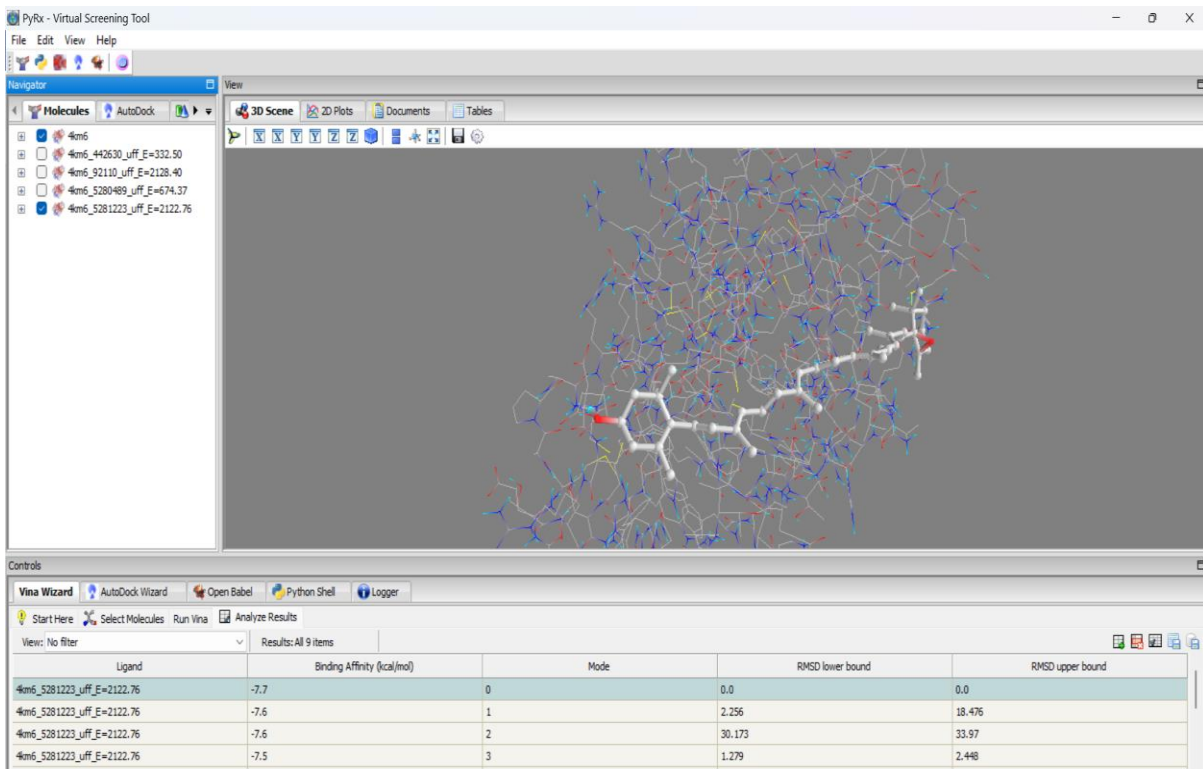 PyRx - Virtual Screening Tool
File Edit View Help
Navigator
View
Molecules AutoDock
3D Scene 2D Plots Documents Tables
4km6
4km6_442630_uff_E=332.50
4km6_92110_uff_E=2128.40
4km6_5280489_uff_E=674.37
4km6_5281223_uff_E=2122.76
X X Y Y Z Z
Controls
Vina Wizard AutoDock Wizard Open Babel Python Shell Logger
Start Here Select Molecules Run Vina Analyze Results
View: No filter Results: All 9 items
Ligand Binding Affinity (kcal/mol) Mode RMSD lower bound RMSD upper bound
4km6_5281223_uff_E=2122.76 -7.7 0 0.0 0.0
4km6_5281223_uff_E=2122.76 -7.6 1 2.256 18.476
4km6_5281223_uff_E=2122.76 -7.6 2 30.173 33.97
4km6_5281223_uff_E=2122.76 -7.5 3 1.279 2.448